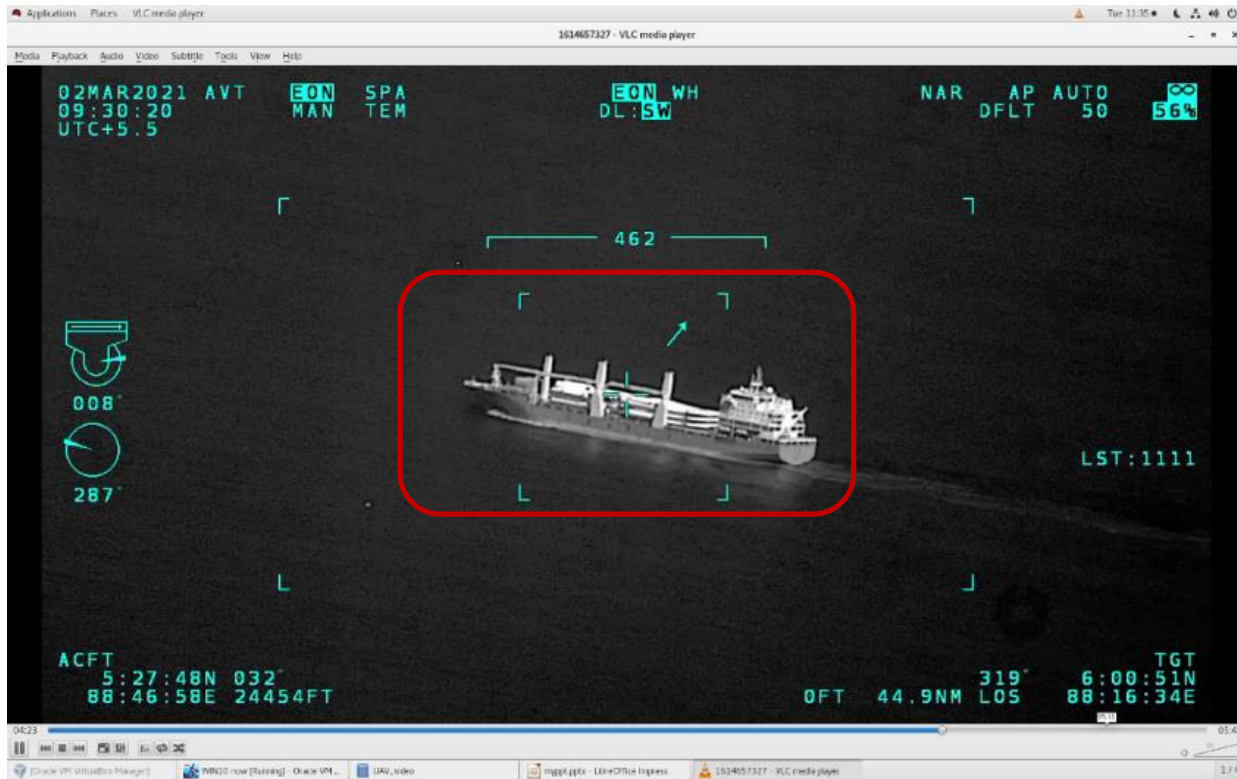 Applications Places VLC media player
Tue 11:35
1614657327 - VLC media player
Media Playback Audio Video Subtitle Tools View Help
02MAR2021 AVT EON SPA EON WH NAR AP AUTO ∞
09:30:20 MAN TEM DL:SW DFLT 50 56%
UTC+5.5
462
008°
287°
LST:1111
ACFT TGT
5:27:48N 032° 319° 6:00:51N
88:46:58E 24454FT 0FT 44.9NM LOS 88:16:34E
04:23
[Oracle VM VirtualBox Manager] WIN10 now [Running] - Oracle VM ... UAV_video myppt.pptx - LibreOffice Impress 1614657327 - VLC media player